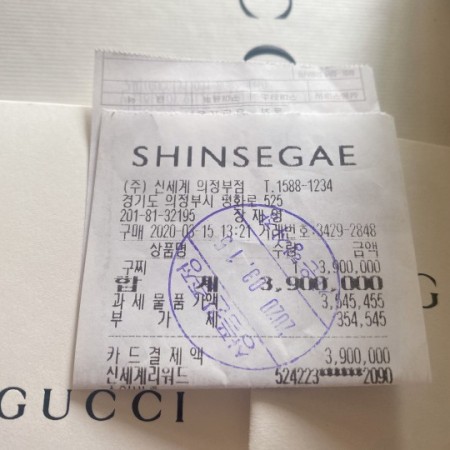 SHINSEGAE
(주) 신세계 의정부점 T.1588-1234
경기도 의정부시 평화로 525
201-81-32195 장재영
구매 2020-03-15 13:21 거래번호:3429-2848
상품명 수량 금액
구찌 1 3,900,000
합 계 3,900,000
과세물품가액 3,545,455
부 가 세 354,545
카드결제액 3,900,000
신세계리워드 524223******2090
GUCCI